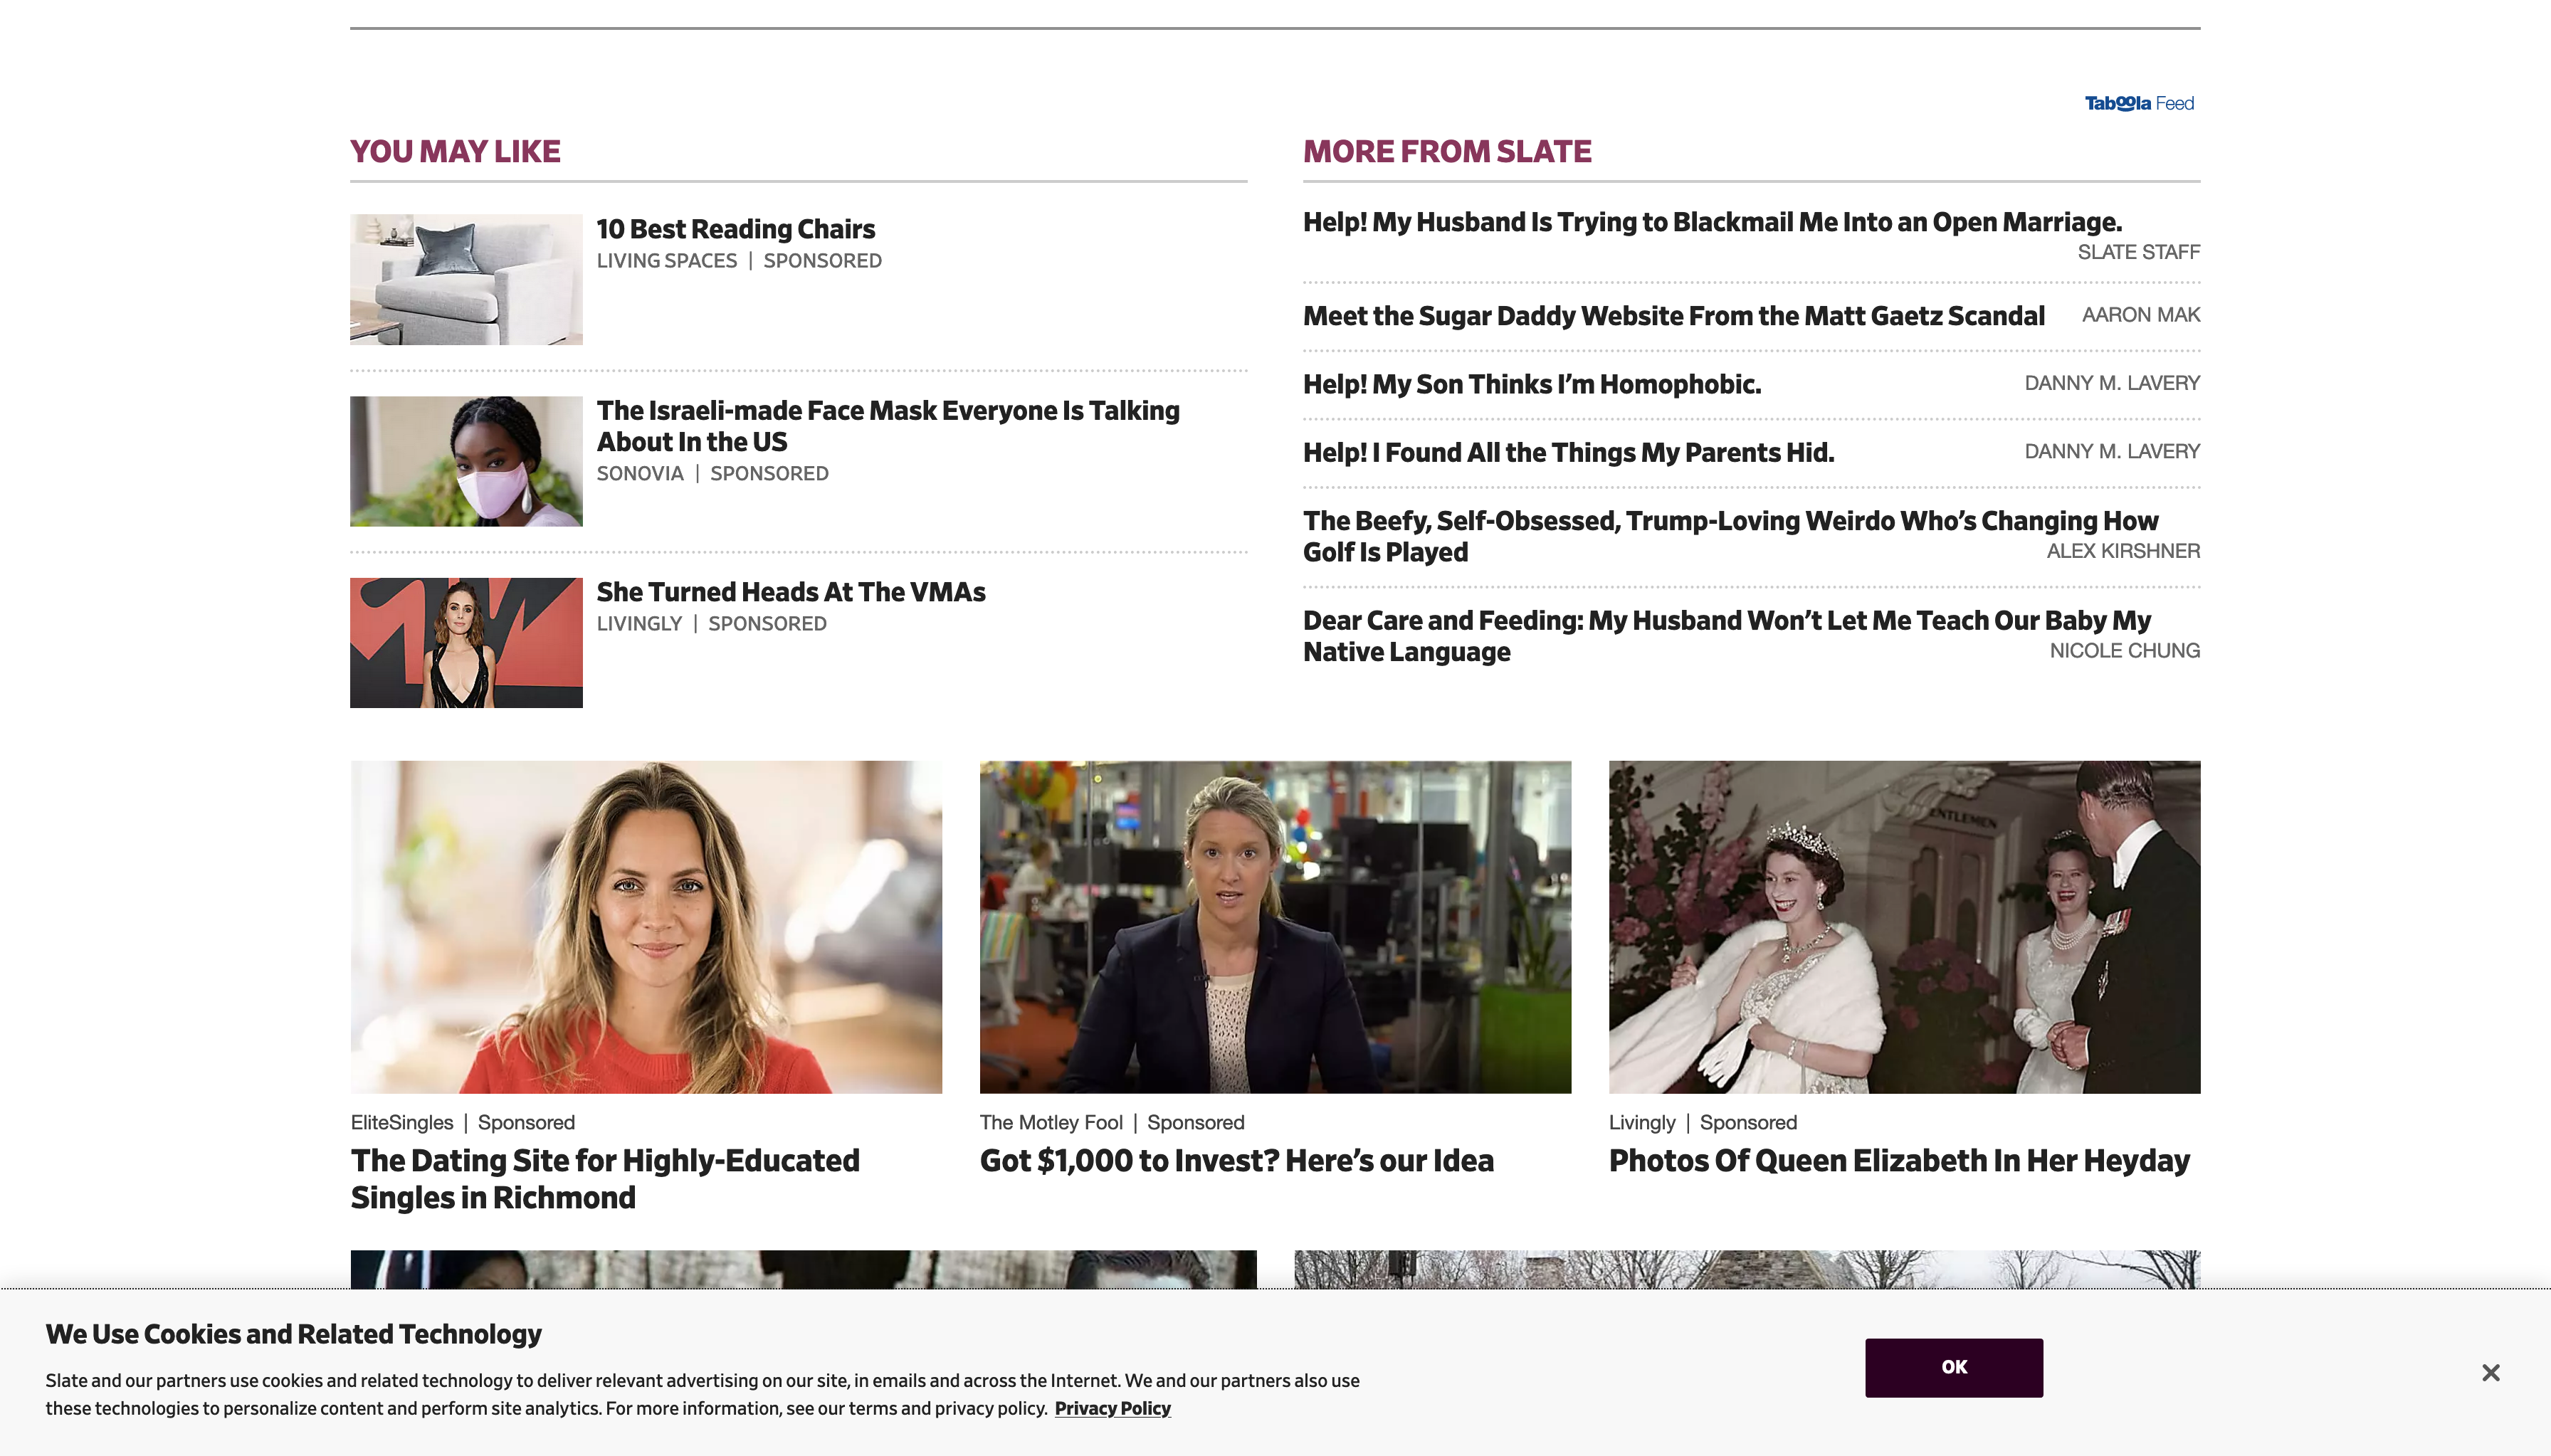 Taboola Feed
YOU MAY LIKE
10 Best Reading Chairs
LIVING SPACES | SPONSORED
The Israeli-made Face Mask Everyone Is Talking
About In the US
SONOVIA | SPONSORED
She Turned Heads At The VMAs
LIVINGLY | SPONSORED
MORE FROM SLATE
Help! My Husband Is Trying to Blackmail Me Into an Open Marriage.
SLATE STAFF
Meet the Sugar Daddy Website From the Matt Gaetz Scandal AARON MAK
Help! My Son Thinks I’m Homophobic. DANNY M. LAVERY
Help! I Found All the Things My Parents Hid. DANNY M. LAVERY
The Beefy, Self-Obsessed, Trump-Loving Weirdo Who’s Changing How
Golf Is Played ALEX KIRSHNER
Dear Care and Feeding: My Husband Won’t Let Me Teach Our Baby My
Native Language NICOLE CHUNG
ENTLEMEN
EliteSingles | Sponsored
The Dating Site for Highly-Educated
Singles in Richmond
The Motley Fool | Sponsored
Got $1,000 to Invest? Here’s our Idea
Livingly | Sponsored
Photos Of Queen Elizabeth In Her Heyday
We Use Cookies and Related Technology
Slate and our partners use cookies and related technology to deliver relevant advertising on our site, in emails and across the Internet. We and our partners also use
these technologies to personalize content and perform site analytics. For more information, see our terms and privacy policy. Privacy Policy
OK